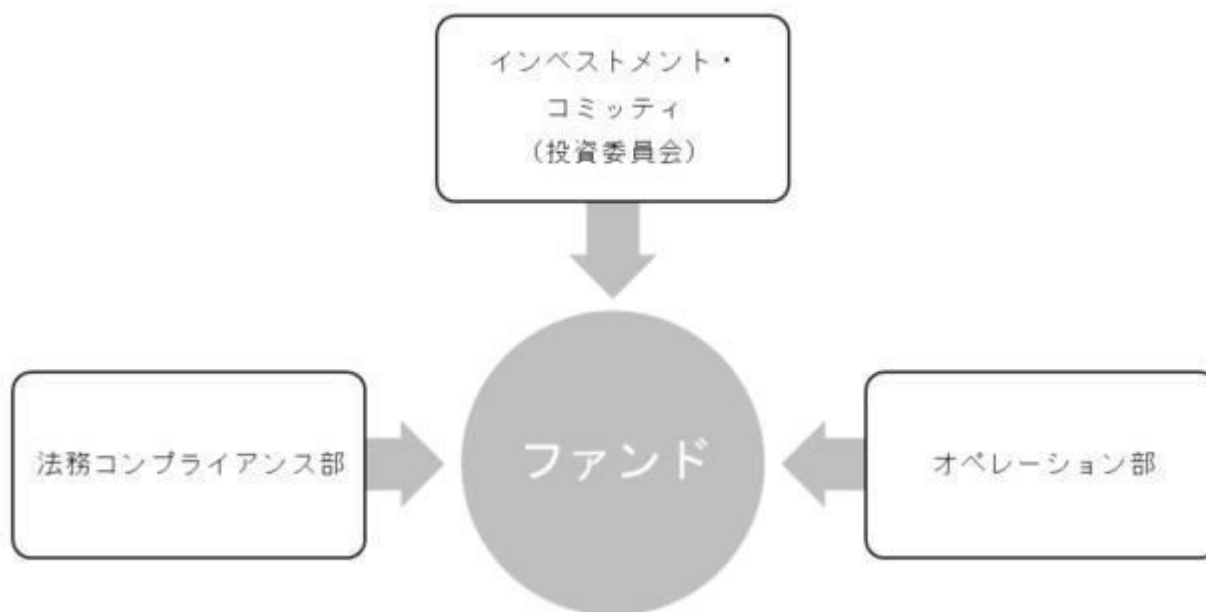 インベストメント・
コミッティ
（投資委員会）
法務コンプライアンス部
ファンド
オペレーション部